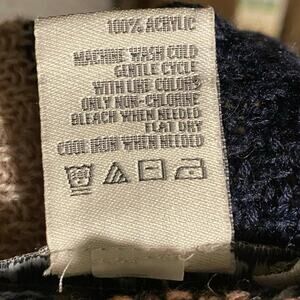 100% ACRYLIC
MACHINE WASH COLD
GENTLE CYCLE
WITH LIKE COLORS
ONLY NON-CHLORINE
BLEACH WHEN NEEDED
FLAT DRY
COOL IRON WHEN NEEDED